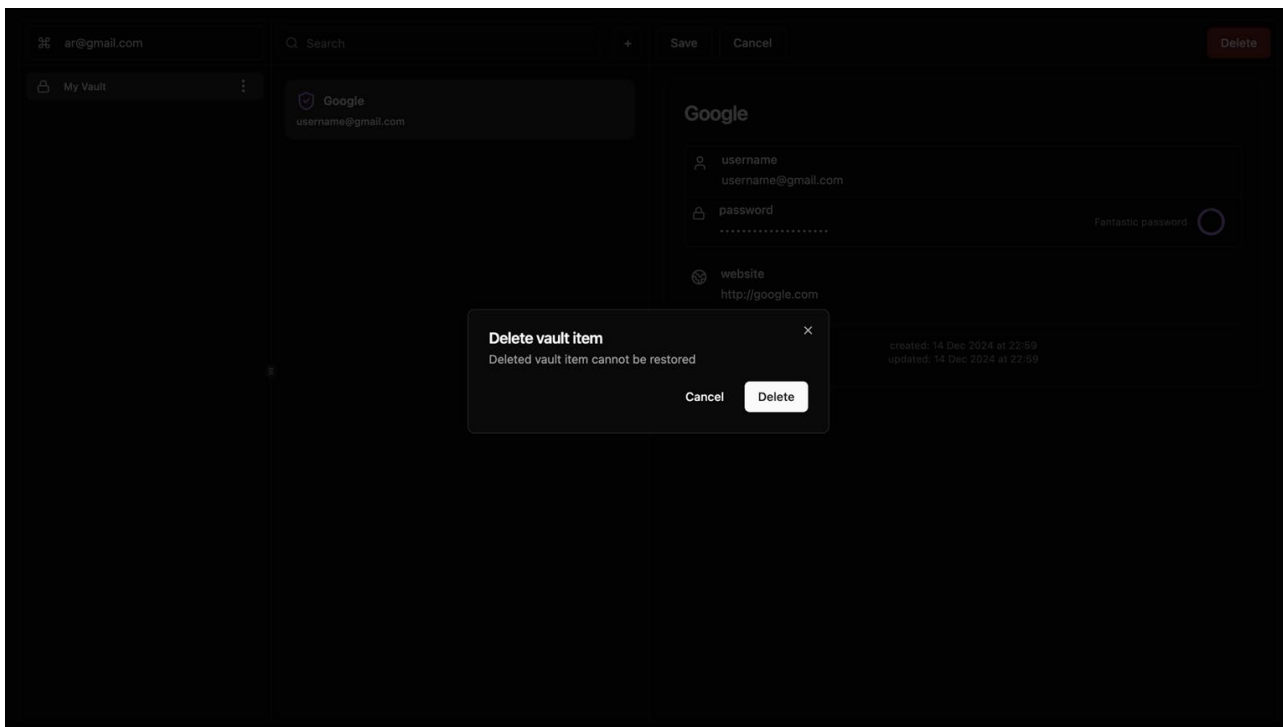 ar@gmail.com
Search
+
Save
Cancel
Delete
My Vault
Google
username@gmail.com
Google
username
username@gmail.com
password
••••••••••••••••••••
Fantastic password
website
http://google.com
created: 14 Dec 2024 at 22:59
updated: 14 Dec 2024 at 22:59
Delete vault item
Deleted vault item cannot be restored
Cancel
Delete